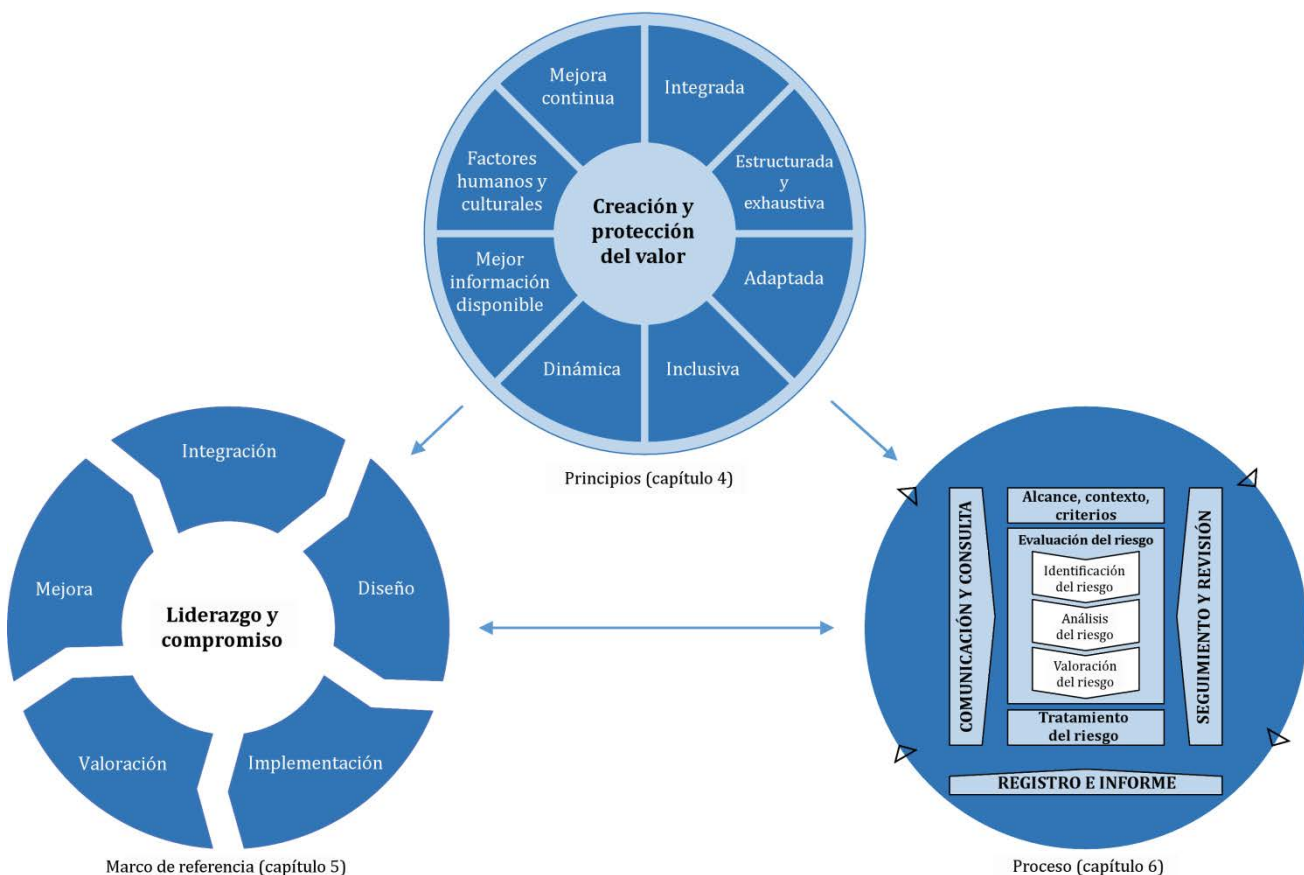 Mejora
continua
Integrada
Factores
humanos y
culturales
Estructurada
y
exhaustiva
Creación y
protección
del valor
Mejor
información
disponible
Adaptada
Dinámica
Inclusiva
Principios (capítulo 4)
Integración
Mejora
Diseño
Liderazgo y
compromiso
Valoración
Implementación
Marco de referencia (capítulo 5)
COMUNICACIÓN Y CONSULTA
Alcance, contexto,
criterios
Evaluación del riesgo
Identificación
del riesgo
Análisis
del riesgo
Valoración
del riesgo
Tratamiento
del riesgo
SEGUIMIENTO Y REVISIÓN
REGISTRO E INFORME
Proceso (capítulo 6)